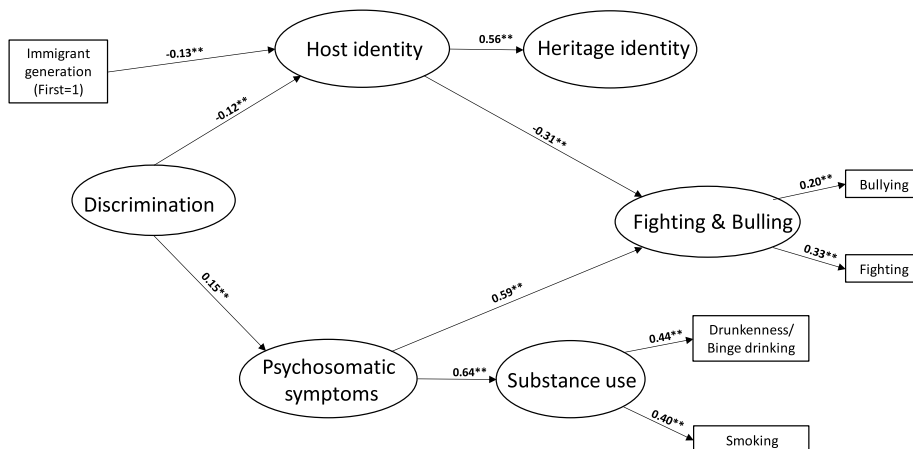 Immigrant
generation
(First=1)
-0.13**
Host identity
0.56**
Heritage identity
-0.12**
-0.31**
Discrimination
Fighting & Bulling
0.20**
Bullying
0.33**
Fighting
0.15**
0.59**
Psychosomatic
symptoms
0.64**
Substance use
0.44**
Drunkenness/
Binge drinking
0.40**
Smoking